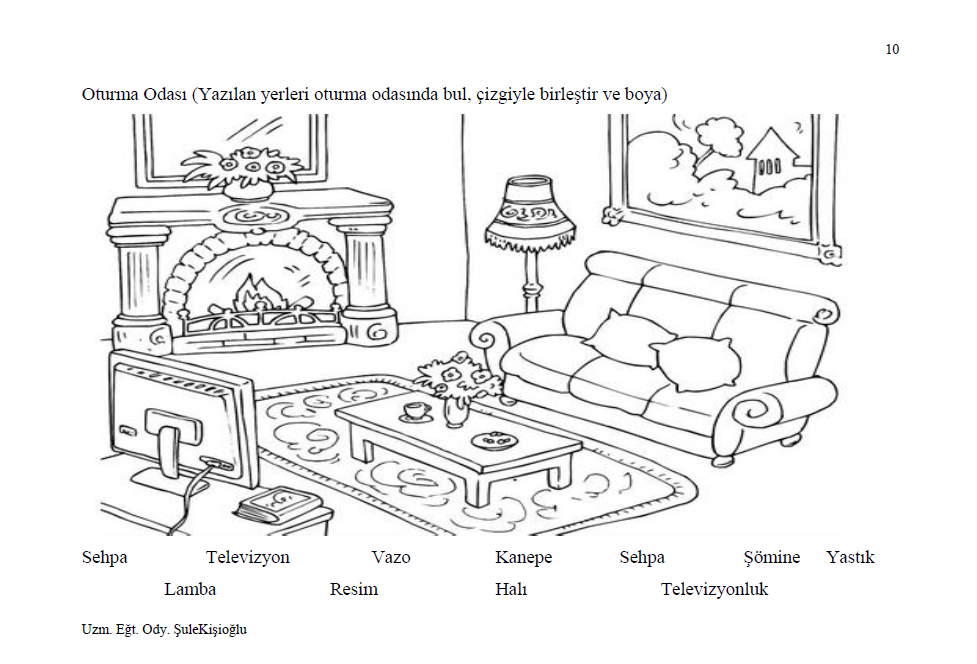 10
Oturma Odası (Yazılan yerleri oturma odasında bul, çizgiyle birleştir ve boya)
Sehpa Televizyon Vazo Kanepe Sehpa Şömine Yastık
Lamba Resim Halı Televizyonluk
Uzm. Eğt. Ody. ŞuleKişioğlu